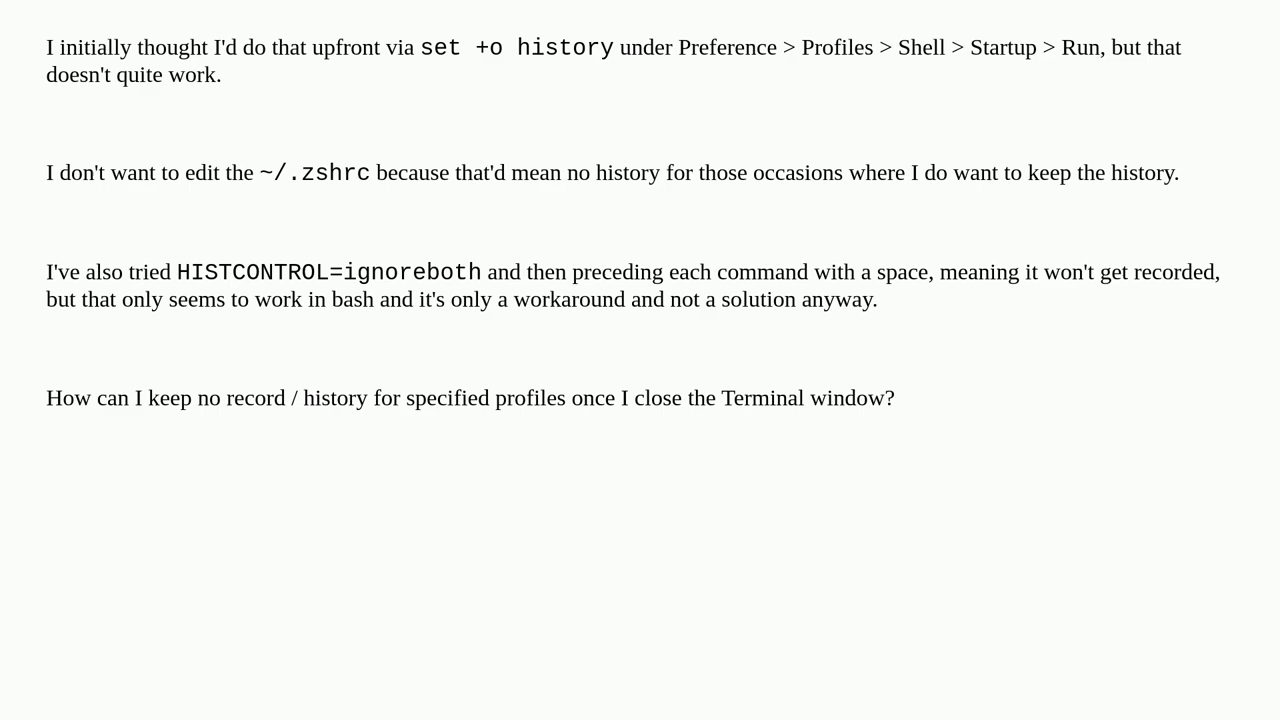 I initially thought I'd do that upfront via set +o history under Preference > Profiles > Shell > Startup > Run, but that
doesn't quite work.
I don't want to edit the ~/.zshrc because that'd mean no history for those occasions where I do want to keep the history.
I've also tried HISTCONTROL=ignoreboth and then preceding each command with a space, meaning it won't get recorded,
but that only seems to work in bash and it's only a workaround and not a solution anyway.
How can I keep no record / history for specified profiles once I close the Terminal window?